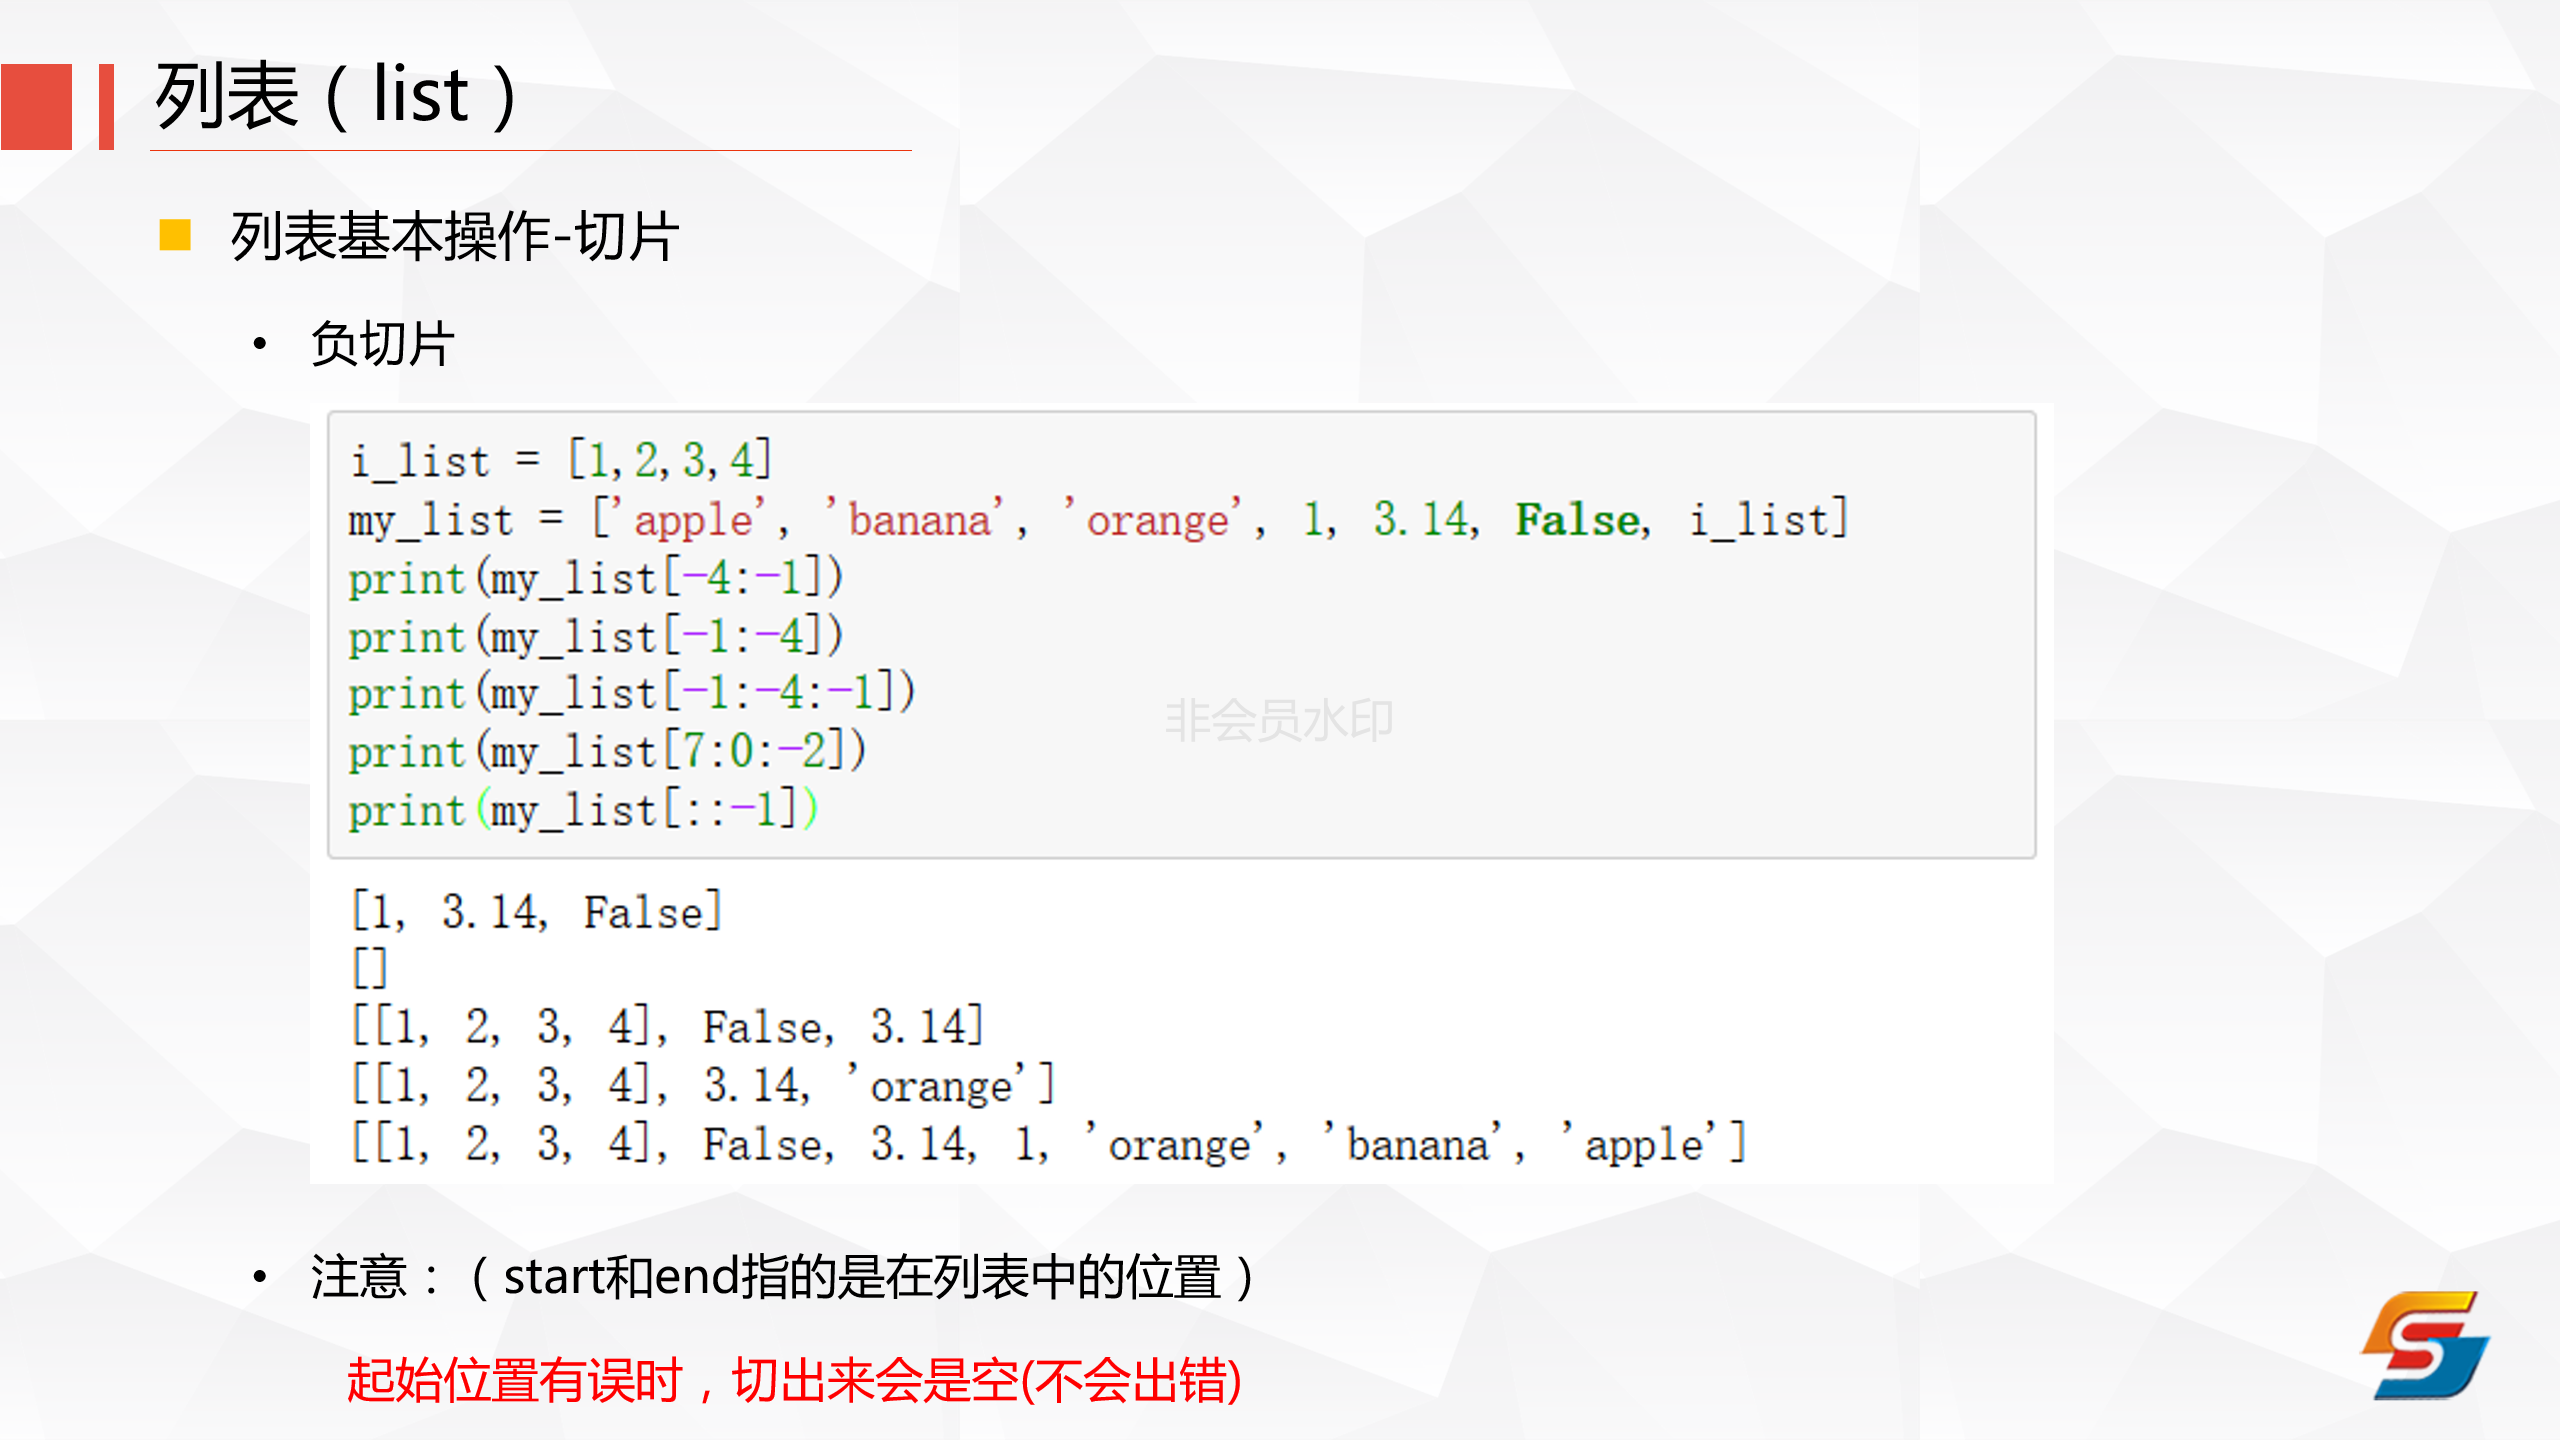 列表（list）
列表基本操作-切片
• 负切片
i_list = [1,2,3,4]
my_list = ['apple', 'banana', 'orange', 1, 3.14, False, i_list]
print(my_list[-4:-1])
print(my_list[-1:-4])
print(my_list[-1:-4:-1])
print(my_list[7:0:-2])
print(my_list[::-1])
非会员水印
[1, 3.14, False]
[]
[[1, 2, 3, 4], False, 3.14]
[[1, 2, 3, 4], 3.14, 'orange']
[[1, 2, 3, 4], False, 3.14, 1, 'orange', 'banana', 'apple']
• 注意：（start和end指的是在列表中的位置）
起始位置有误时，切出来会是空(不会出错)